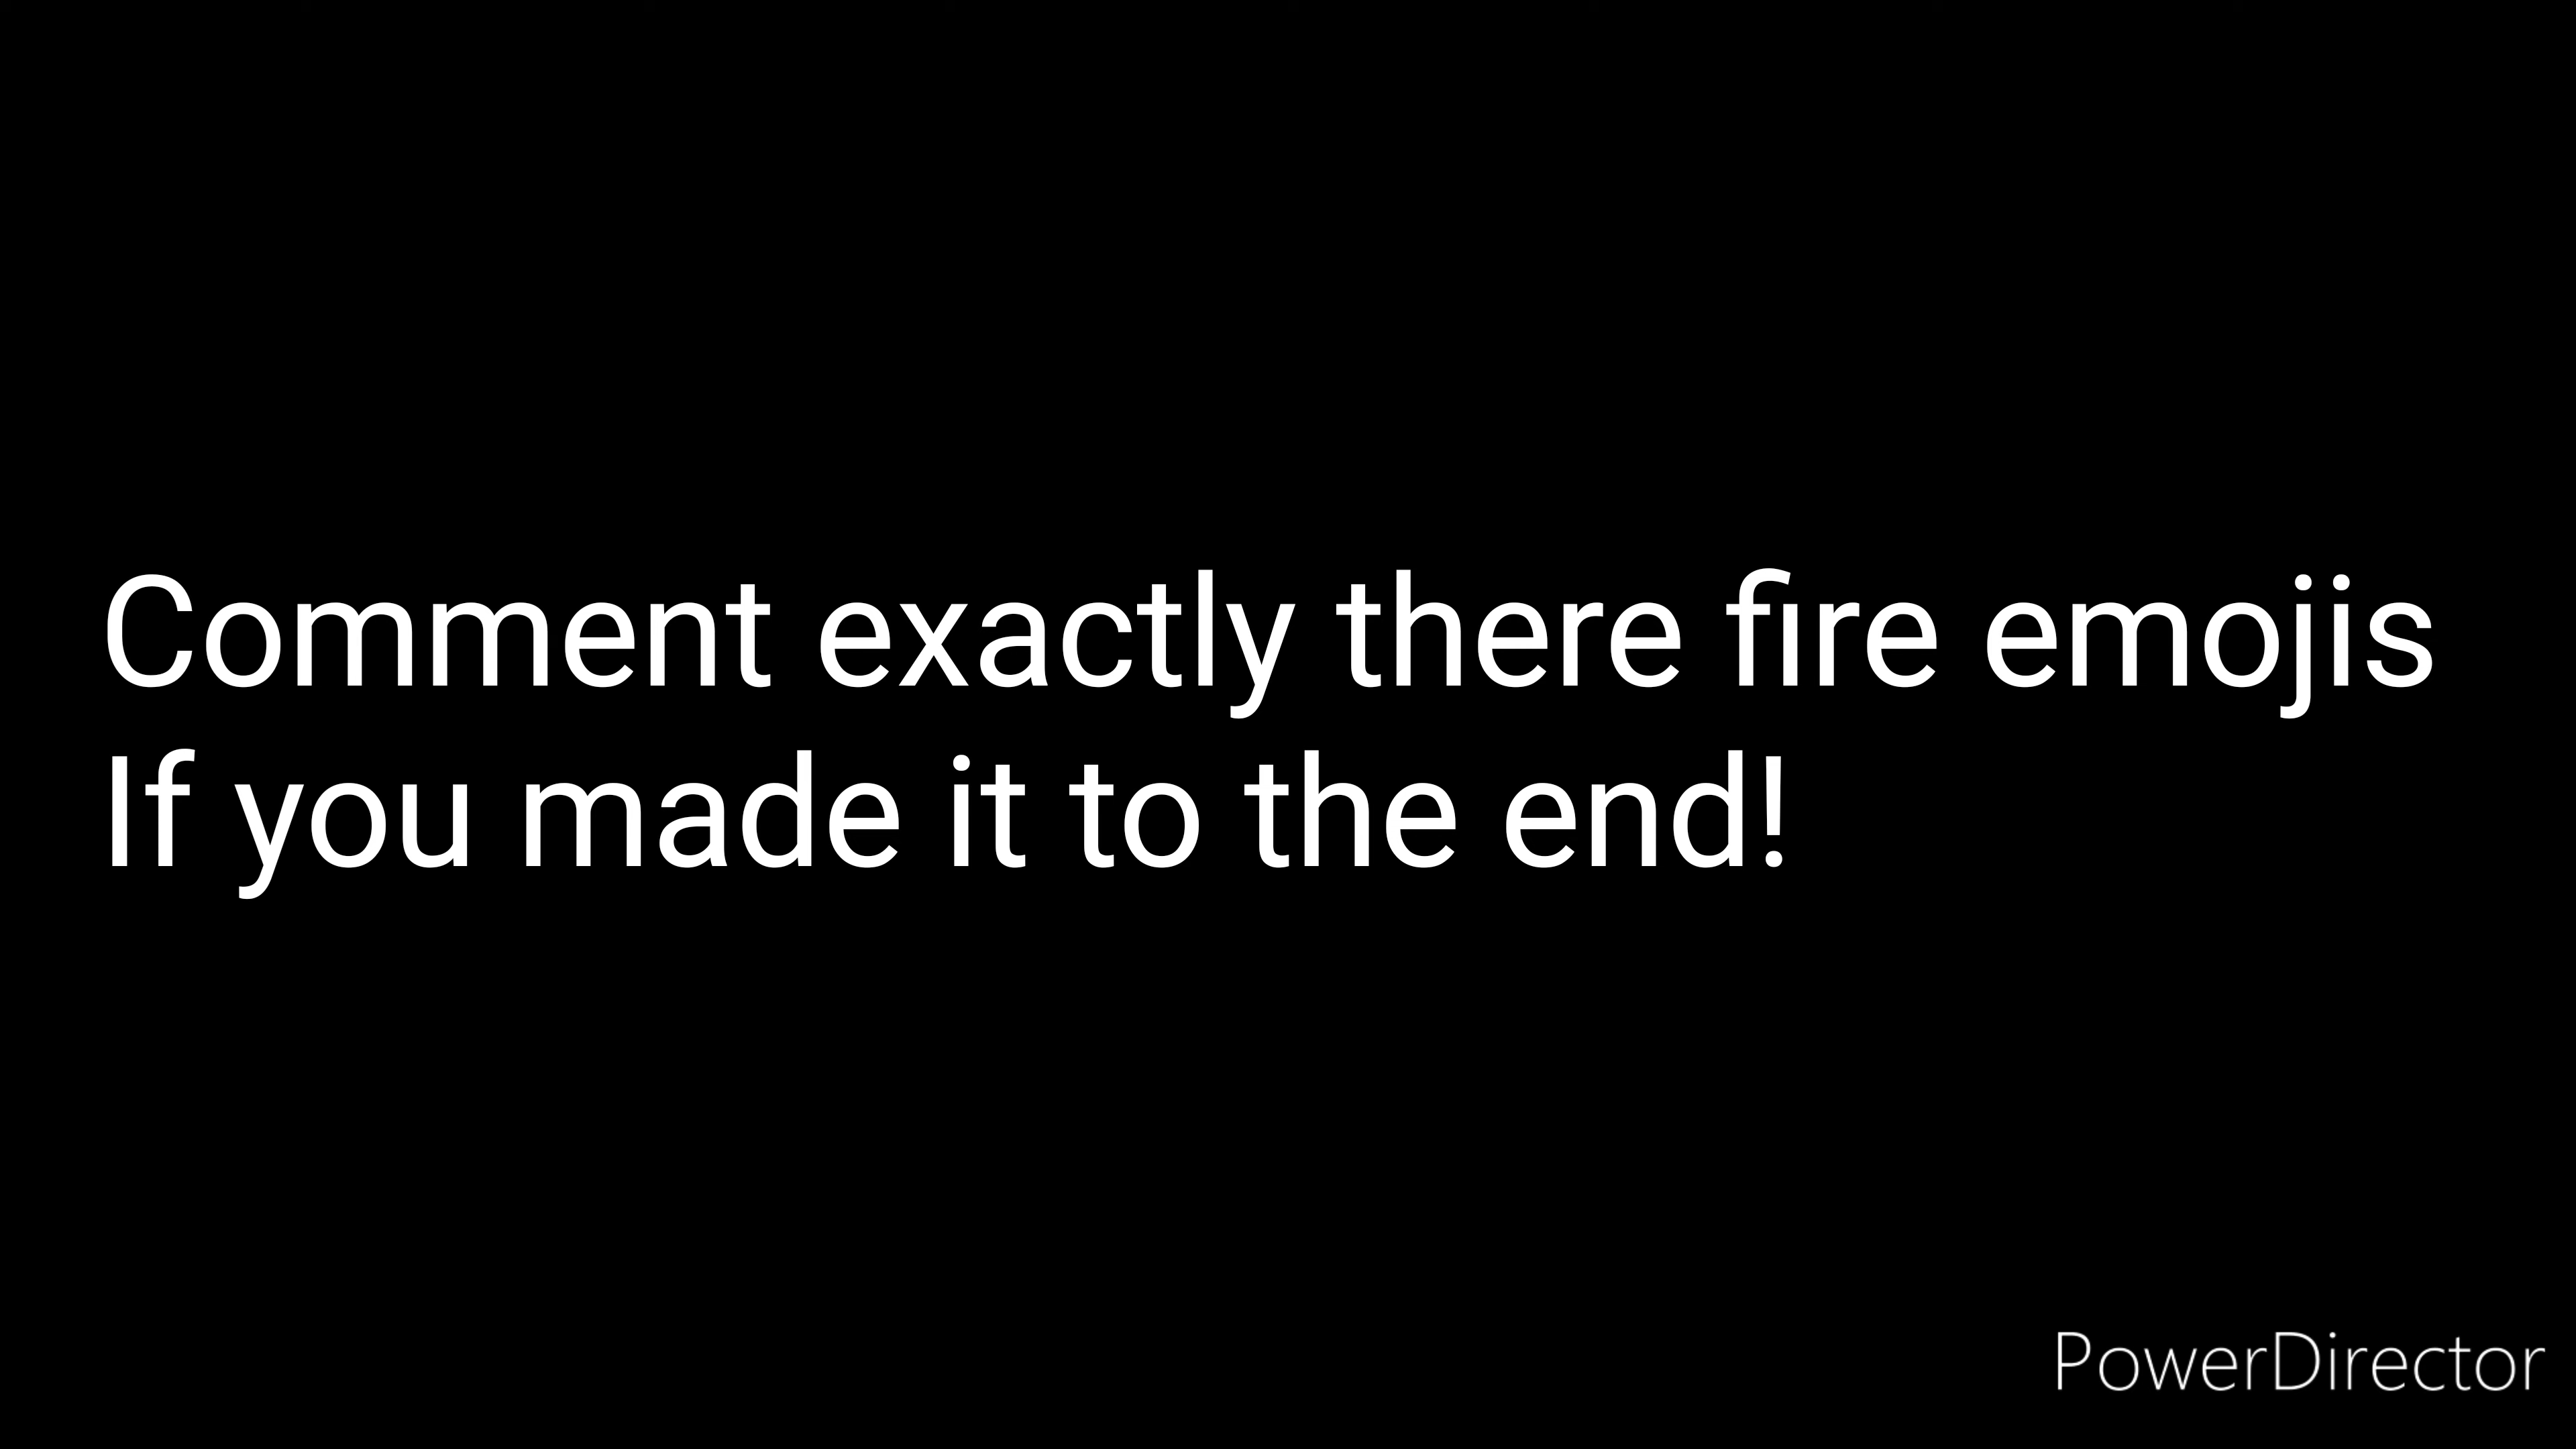 Comment exactly there fire emojis
If you made it to the end!
PowerDirector